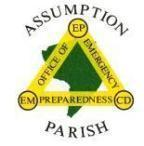 ASSUMPTION
EP
OFFICE OF EMERGENCY
EM PREPAREDNESS CD
PARISH